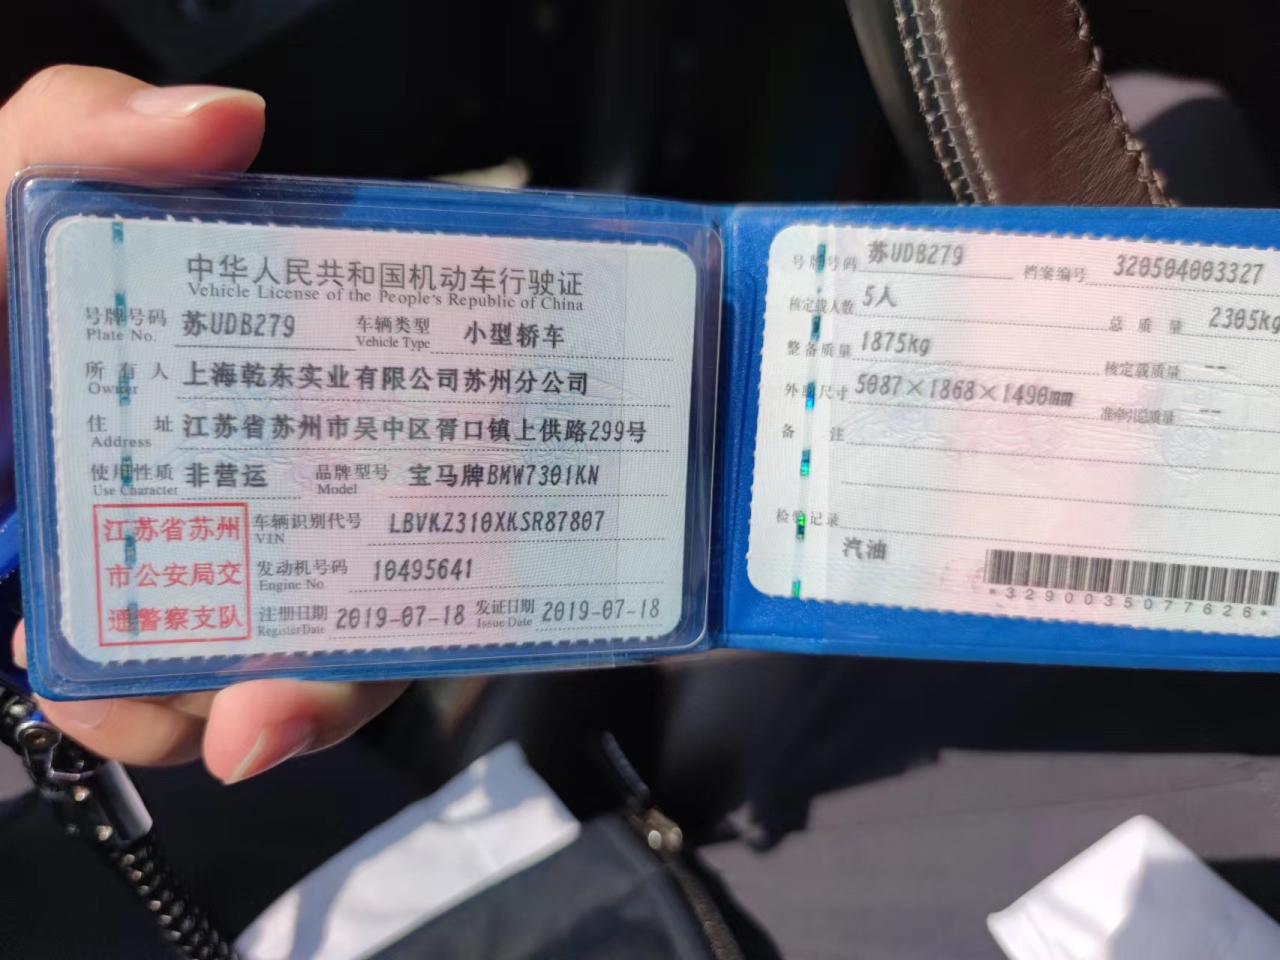 中华人民共和国机动车行驶证
Vehicle License of the People's Republic of China
号牌号码 苏UDB279 车辆类型 小型轿车
Plate No. Vehicle Type
所有人 上海乾东实业有限公司苏州分公司
Owner
住址 江苏省苏州市吴中区胥口镇上供路299号
Address
使用性质 非营运 品牌型号 宝马牌BMW7301KN
Use Character Model
江苏省苏州
市公安局交
通警察支队
车辆识别代号 LBVKZ310XKSR87807
VIN
发动机号码 10495641
Engine No.
注册日期 2019-07-18 发证日期 2019-07-18
Register Date Issue Date
号牌号码 苏UDB279 档案编号 320504003327
核定载人数 5人 总质量 2305kg
整备质量 1875kg 核定载质量 --
外廓尺寸 5087×1868×1490mm 准牵引总质量 --
备注
检验记录
汽油
*3290035077626*